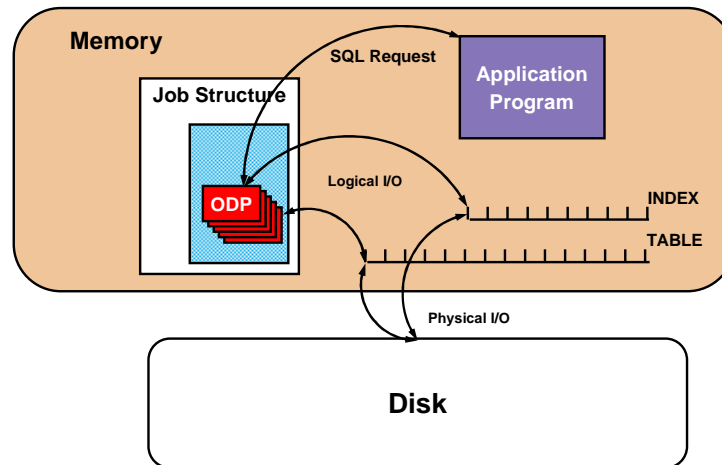 Memory
SQL Request
Application
Program
Job Structure
ODP
Logical I/O
INDEX
TABLE
Physical I/O
Disk